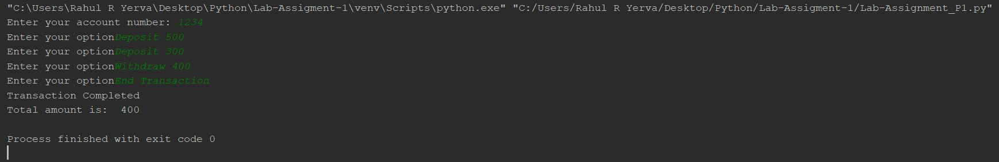 "C:\Users\Rahul R Yerva\Desktop\Python\Lab-Assigment-1\venv\Scripts\python.exe" "C:/Users/Rahul R Yerva/Desktop/Python/Lab-Assigment-1/Lab-Assignment_P1.py"
Enter your account number: 1234
Enter your optionDeposit 500
Enter your optionDeposit 300
Enter your optionWithdraw 400
Enter your optionEnd Transaction
Transaction Completed
Total amount is:  400
Process finished with exit code 0